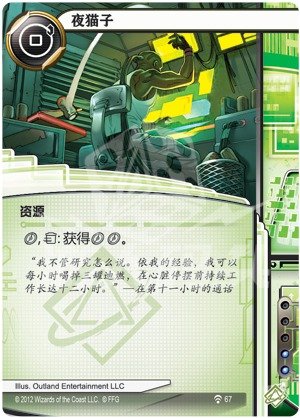 夜猫子
资源
, : 获得 。
“我不管研究怎么说。依我的经验，我可以
每小时喝掉三罐迪燃，在心脏停摆前持续工
作长达十二小时。”—在第十一小时的通话
Illus. Outland Entertainment LLC
© 2012 Wizards of the Coast LLC. © FFG
67